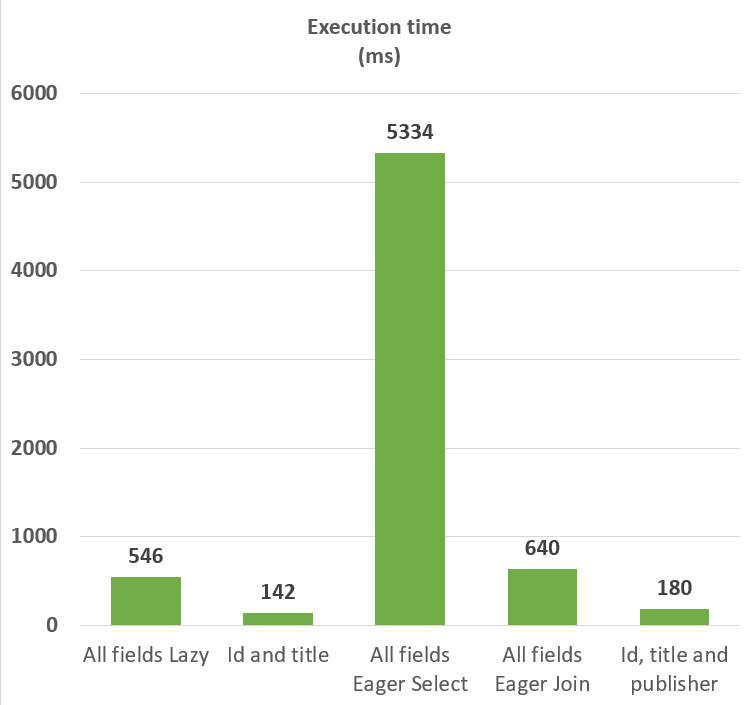 Execution time
(ms)
6000
5000
4000
3000
2000
1000
0
546
142
5334
640
180
All fields Lazy
Id and title
All fields
Eager Select
All fields
Eager Join
Id, title and
publisher